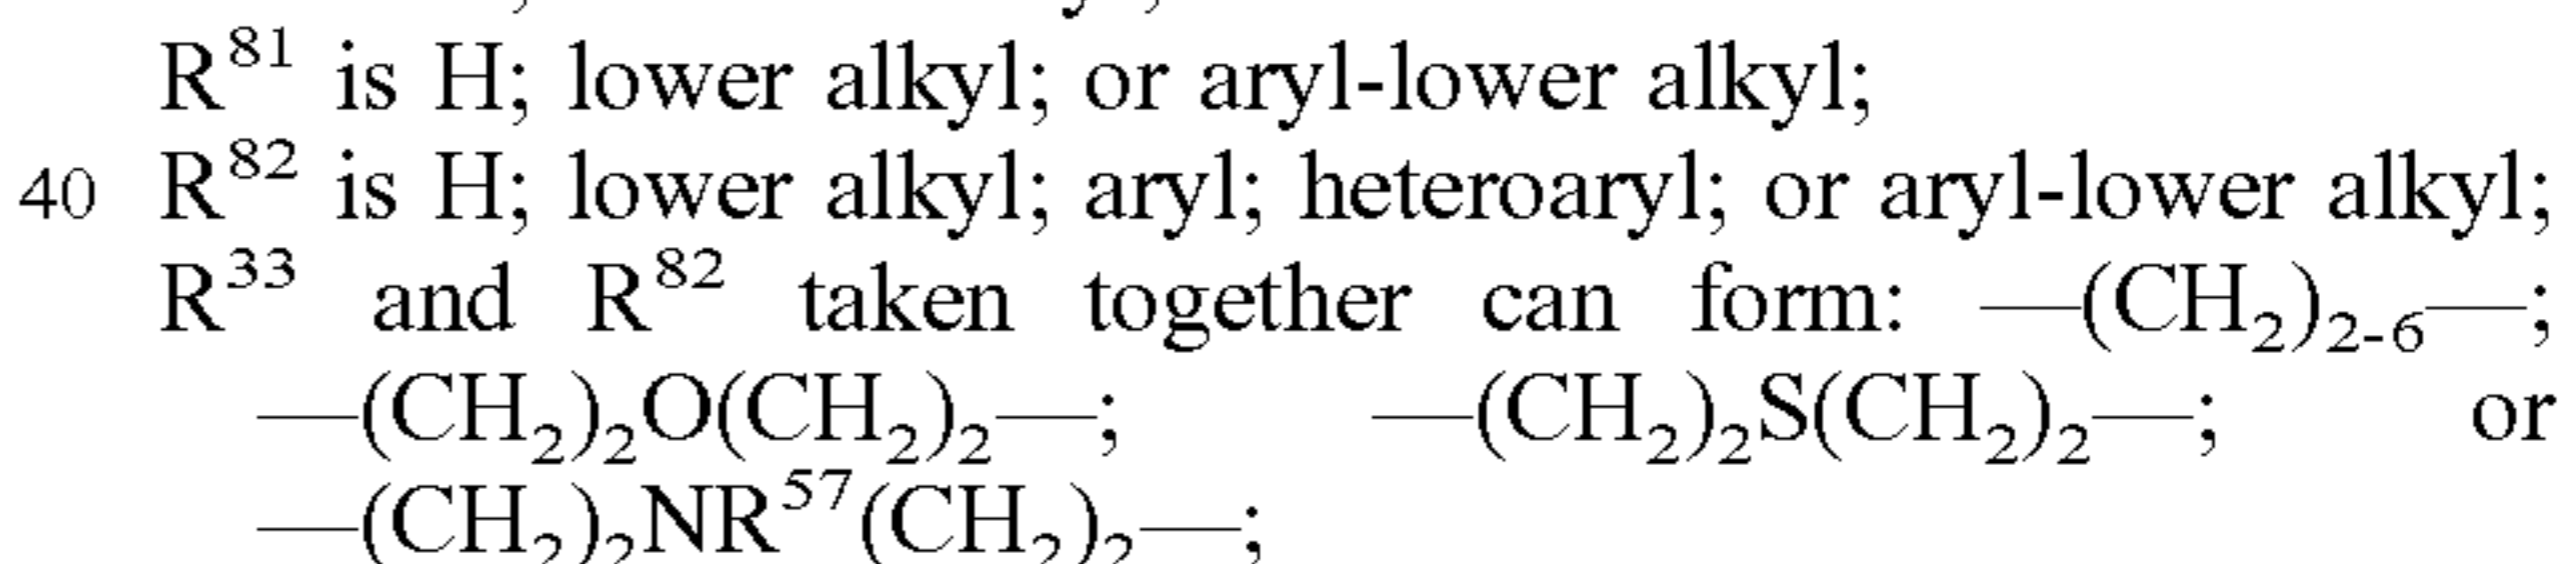 R⁸¹ is H; lower alkyl; or aryl-lower alkyl;
40 R⁸² is H; lower alkyl; aryl; heteroaryl; or aryl-lower alkyl;
R³³ and R⁸² taken together can form: —(CH₂)₂₋₆—;
—(CH₂)₂O(CH₂)₂—; —(CH₂)₂S(CH₂)₂—; or
—(CH₂)₂NR⁵⁷(CH₂)₂—;